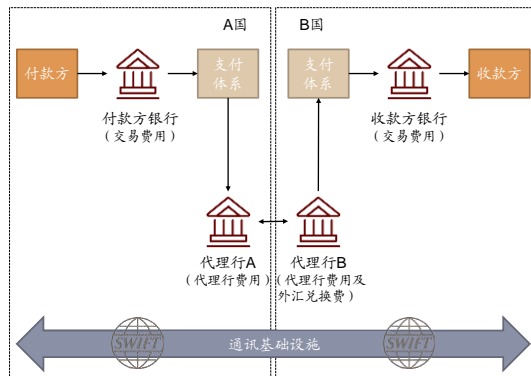 A国
B国
付款方
支付
体系
支付
体系
收款方
付款方银行
(交易费用)
收款方银行
(交易费用)
代理行A
(代理行费用)
代理行B
(代理行费用及
外汇兑换费)
SWIFT
通讯基础设施
SWIFT